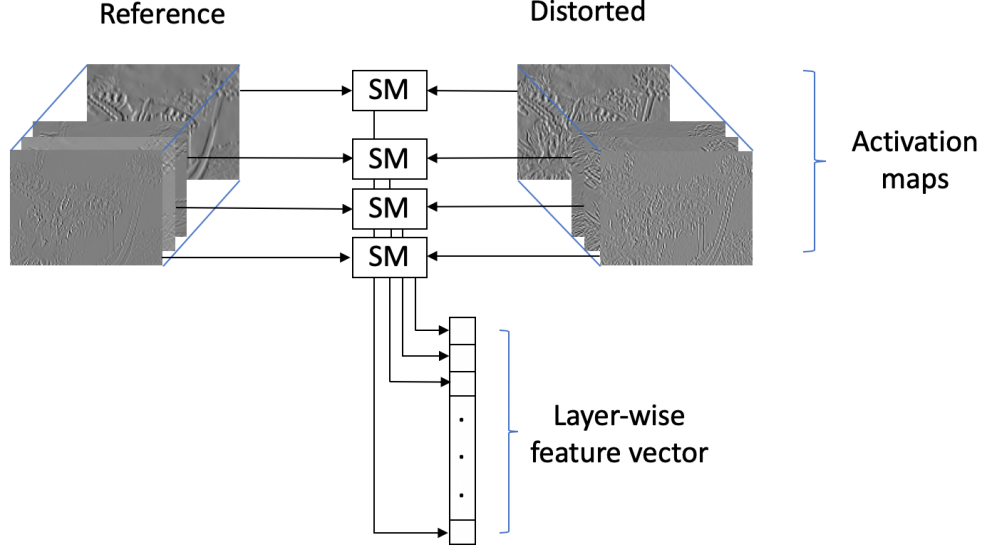 Reference
Distorted
SM
SM
SM
SM
Activation
maps
Layer-wise
feature vector